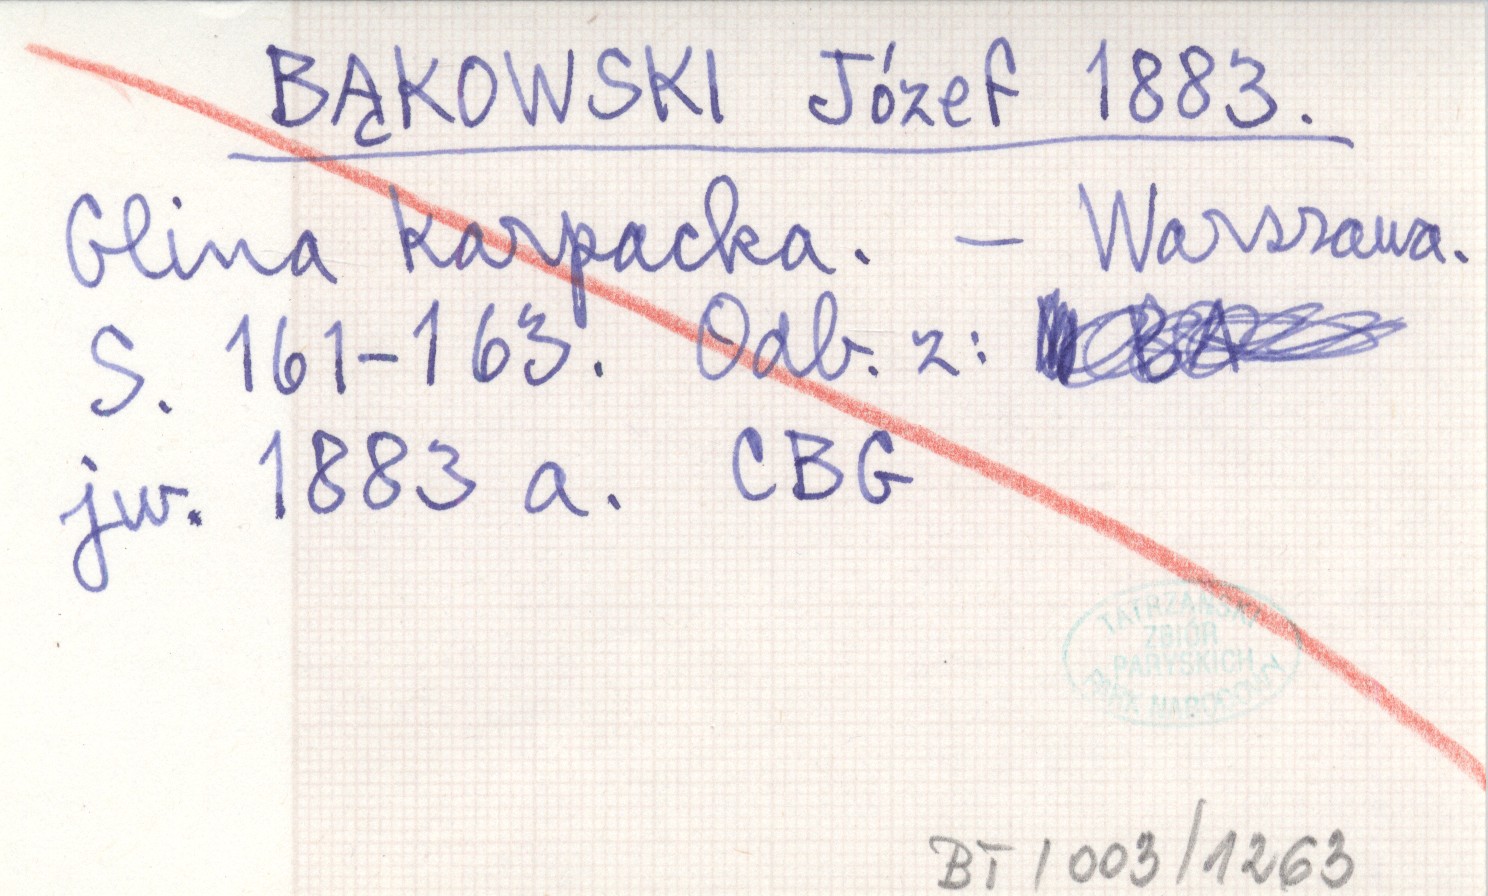 BĄKOWSKI Józef 1883.
Glina karpacka. — Warszawa.
S. 161-163. Odb. z:
jw. 1883 a. CBG
TATRZAŃSKI
ZBIÓR
PARYSKICH
PARK NARODOWY
BT / 003/1263